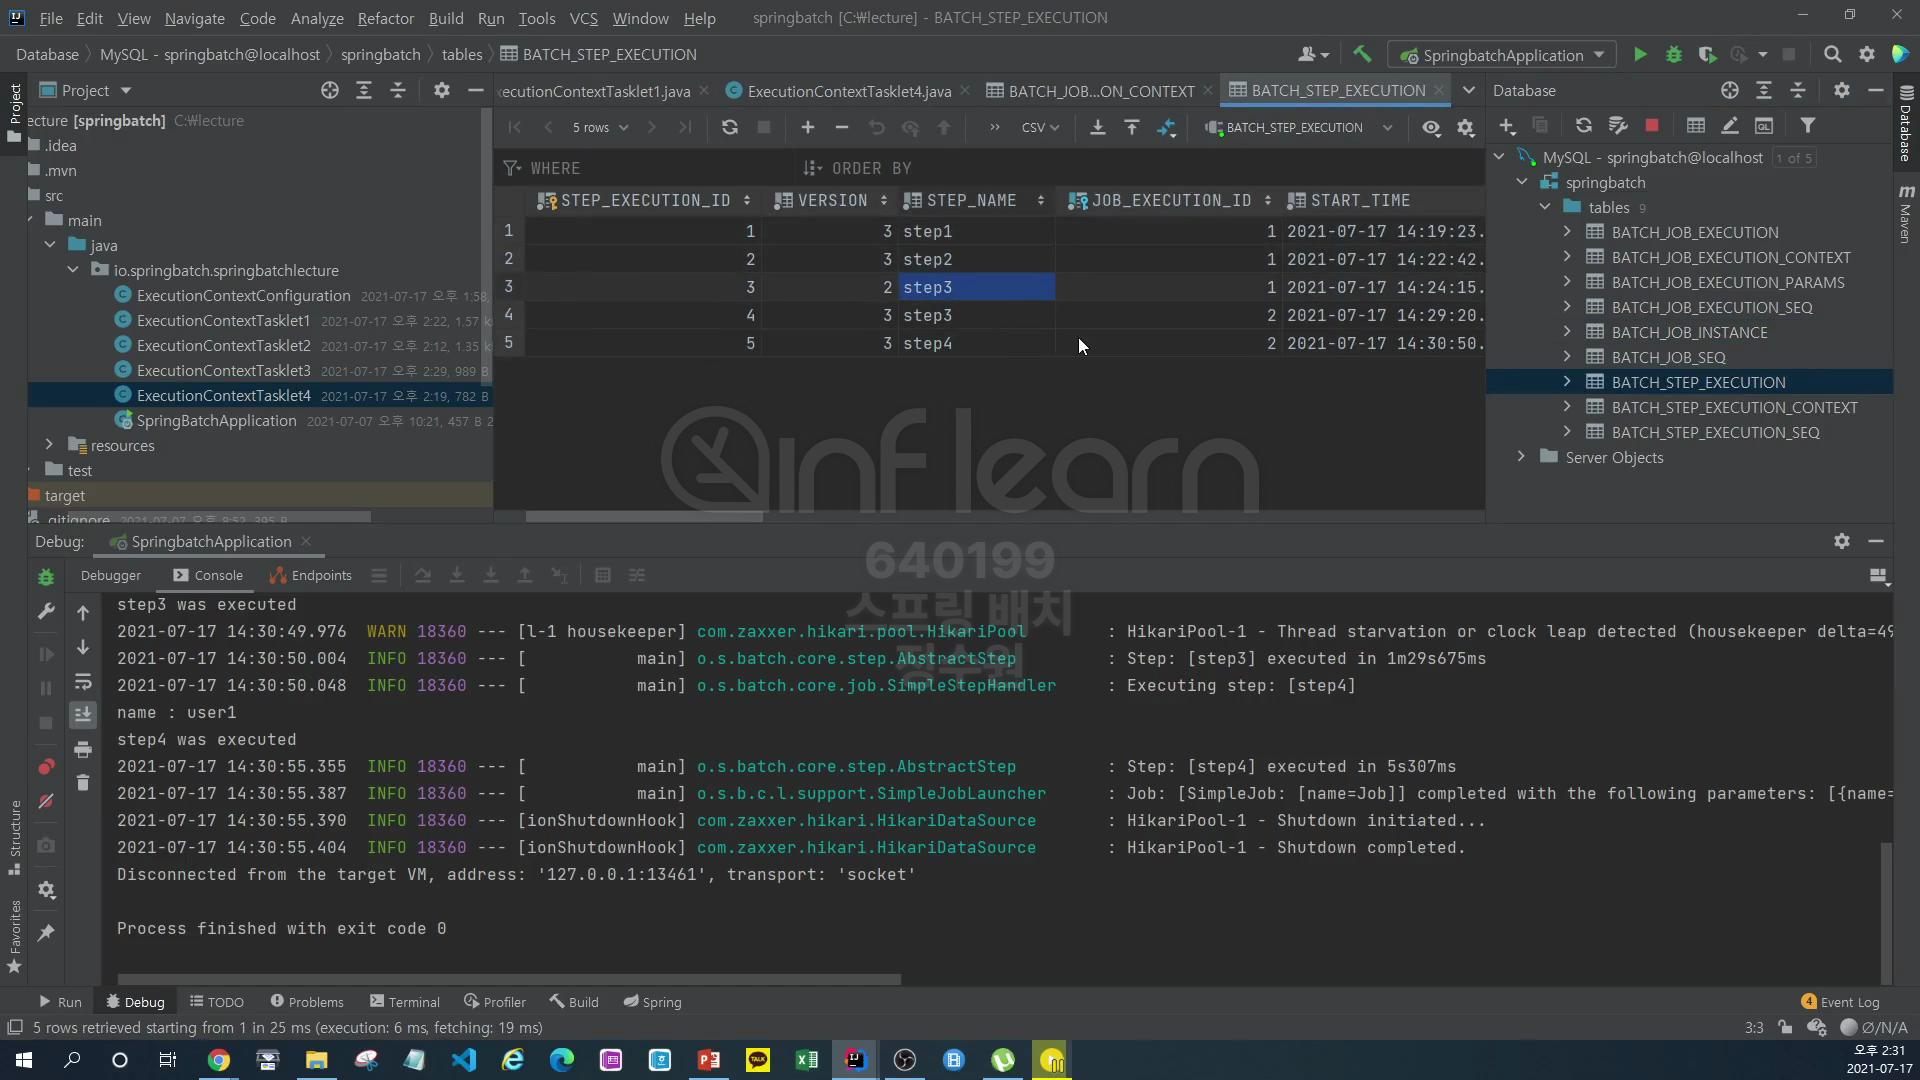 File Edit View Navigate Code Analyze Refactor Build Run Tools VCS Window Help springbatch [C:\lecture] - BATCH_STEP_EXECUTION
Database MySQL - springbatch@localhost springbatch tables BATCH_STEP_EXECUTION
SpringbatchApplication
Project
ecutionContextTasklet1.java ExecutionContextTasklet4.java BATCH_JOB...ON_CONTEXT BATCH_STEP_EXECUTION
Database
ecture [springbatch] C:\lecture
.idea
.mvn
src
main
java
io.springbatch.springbatchlecture
ExecutionContextConfiguration 2021-07-17 오후 1:58,
ExecutionContextTasklet1 2021-07-17 오후 2:22, 1.57 k
ExecutionContextTasklet2 2021-07-17 오후 2:12, 1.35 k
ExecutionContextTasklet3 2021-07-17 오후 2:29, 989 B
ExecutionContextTasklet4 2021-07-17 오후 2:19, 782 B
SpringBatchApplication 2021-07-07 오후 10:21, 457 B 2
resources
test
target
.gitignore 2021-07-07 오후 8:52, 395 B
5 rows CSV BATCH_STEP_EXECUTION
WHERE ORDER BY
STEP_EXECUTION_ID VERSION STEP_NAME JOB_EXECUTION_ID START_TIME
1 1 3 step1 1 2021-07-17 14:19:23.
2 2 3 step2 1 2021-07-17 14:22:42.
3 3 2 step3 1 2021-07-17 14:24:15.
4 4 3 step3 2 2021-07-17 14:29:20.
5 5 3 step4 2 2021-07-17 14:30:50.
MySQL - springbatch@localhost 1 of 5
springbatch
tables 9
BATCH_JOB_EXECUTION
BATCH_JOB_EXECUTION_CONTEXT
BATCH_JOB_EXECUTION_PARAMS
BATCH_JOB_EXECUTION_SEQ
BATCH_JOB_INSTANCE
BATCH_JOB_SEQ
BATCH_STEP_EXECUTION
BATCH_STEP_EXECUTION_CONTEXT
BATCH_STEP_EXECUTION_SEQ
Server Objects
Project
Structure
Favorites
Database
Maven
inflearn
640199
스프링 배치
정수원
Debug: SpringbatchApplication
Debugger Console Endpoints
step3 was executed
2021-07-17 14:30:49.976 WARN 18360 --- [l-1 housekeeper] com.zaxxer.hikari.pool.HikariPool : HikariPool-1 - Thread starvation or clock leap detected (housekeeper delta=49
2021-07-17 14:30:50.004 INFO 18360 --- [ main] o.s.batch.core.step.AbstractStep : Step: [step3] executed in 1m29s675ms
2021-07-17 14:30:50.048 INFO 18360 --- [ main] o.s.batch.core.job.SimpleStepHandler : Executing step: [step4]
name : user1
step4 was executed
2021-07-17 14:30:55.355 INFO 18360 --- [ main] o.s.batch.core.step.AbstractStep : Step: [step4] executed in 5s307ms
2021-07-17 14:30:55.387 INFO 18360 --- [ main] o.s.b.c.l.support.SimpleJobLauncher : Job: [SimpleJob: [name=Job]] completed with the following parameters: [{name=
2021-07-17 14:30:55.390 INFO 18360 --- [ionShutdownHook] com.zaxxer.hikari.HikariDataSource : HikariPool-1 - Shutdown initiated...
2021-07-17 14:30:55.404 INFO 18360 --- [ionShutdownHook] com.zaxxer.hikari.HikariDataSource : HikariPool-1 - Shutdown completed.
Disconnected from the target VM, address: '127.0.0.1:13461', transport: 'socket'
Process finished with exit code 0
Run Debug TODO Problems Terminal Profiler Build Spring 4 Event Log
5 rows retrieved starting from 1 in 25 ms (execution: 6 ms, fetching: 19 ms) 3:3 Ø/N/A
오후 2:31
2021-07-17